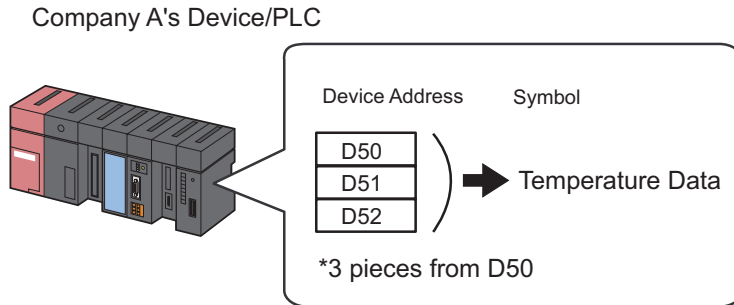 Company A's Device/PLC
Device Address Symbol
D50
D51
D52
Temperature Data
*3 pieces from D50